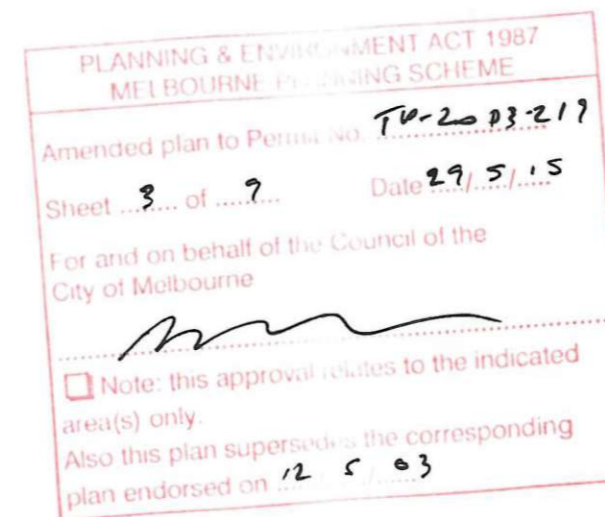 PLANNING & ENVIRONMENT ACT 1987
MELBOURNE PLANNING SCHEME
Amended plan to Permit No. TP-2003-219
Sheet ...3.... of ....9... Date 29/ 5/ 15
For and on behalf of the Council of the
City of Melbourne
Note: this approval relates to the indicated
area(s) only.
Also this plan supersedes the corresponding
plan endorsed on 12 5 03